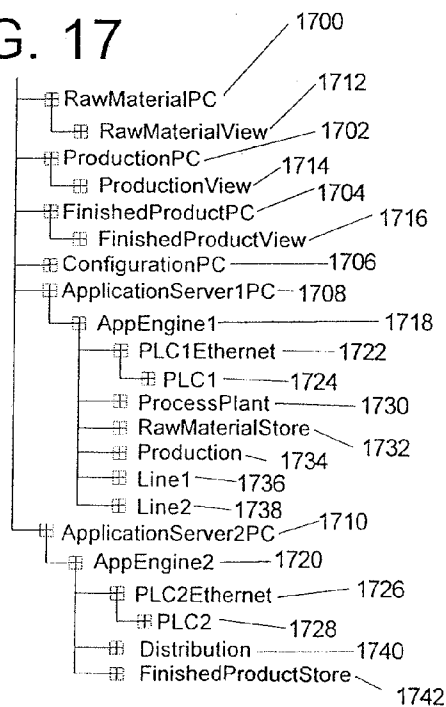 G. 17
1700
RawMaterialPC
1712
RawMaterialView
1702
ProductionPC
1714
ProductionView
1704
FinishedProductPC
1716
FinishedProductView
ConfigurationPC 1706
ApplicationServer1PC 1708
AppEngine1 1718
PLC1Ethernet 1722
PLC1 1724
ProcessPlant 1730
RawMaterialStore
1732
Production 1734
Line1 1736
Line2 1738
ApplicationServer2PC 1710
AppEngine2 1720
PLC2Ethernet 1726
PLC2 1728
Distribution 1740
FinishedProductStore
1742